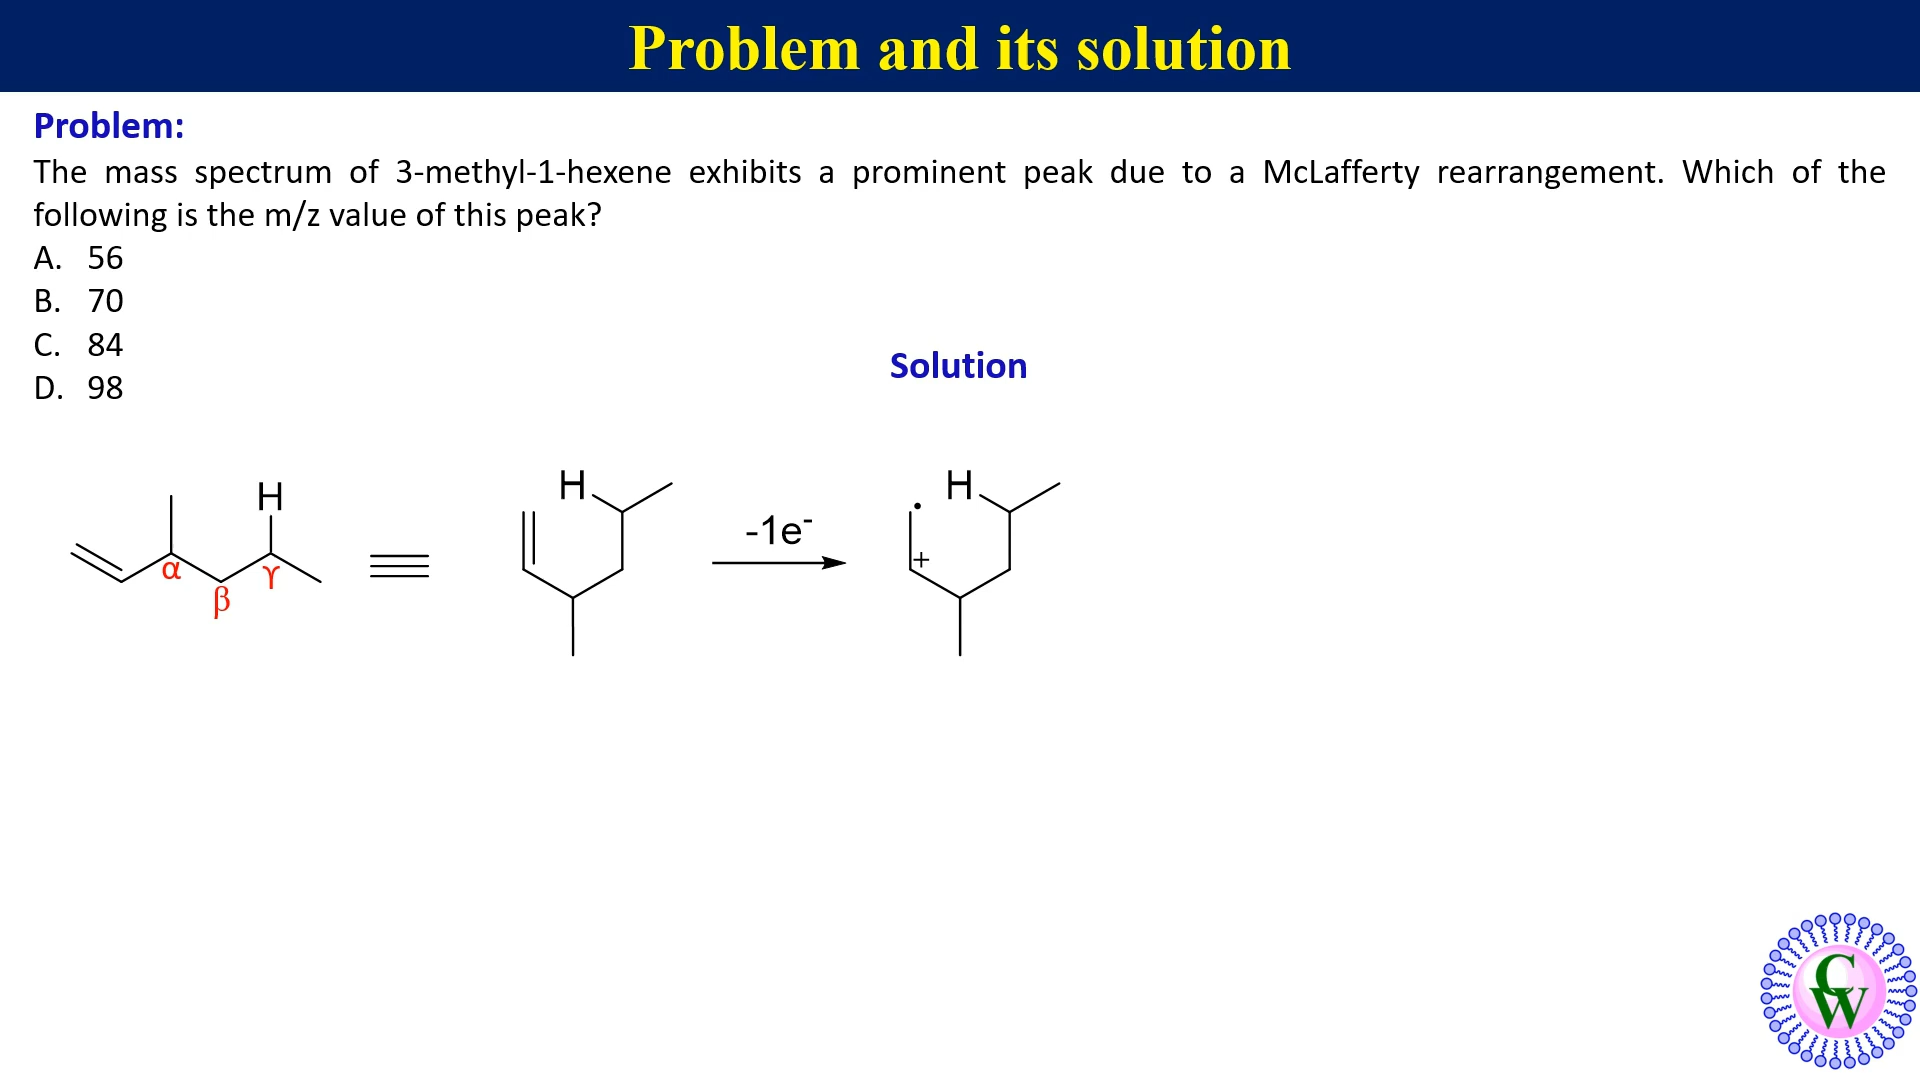 Problem and its solution
Problem:
The mass spectrum of 3-methyl-1-hexene exhibits a prominent peak due to a McLafferty rearrangement. Which of the
following is the m/z value of this peak?
A. 56
B. 70
C. 84
D. 98
Solution
H
α
β
γ
H
-1e-
H
+
CW